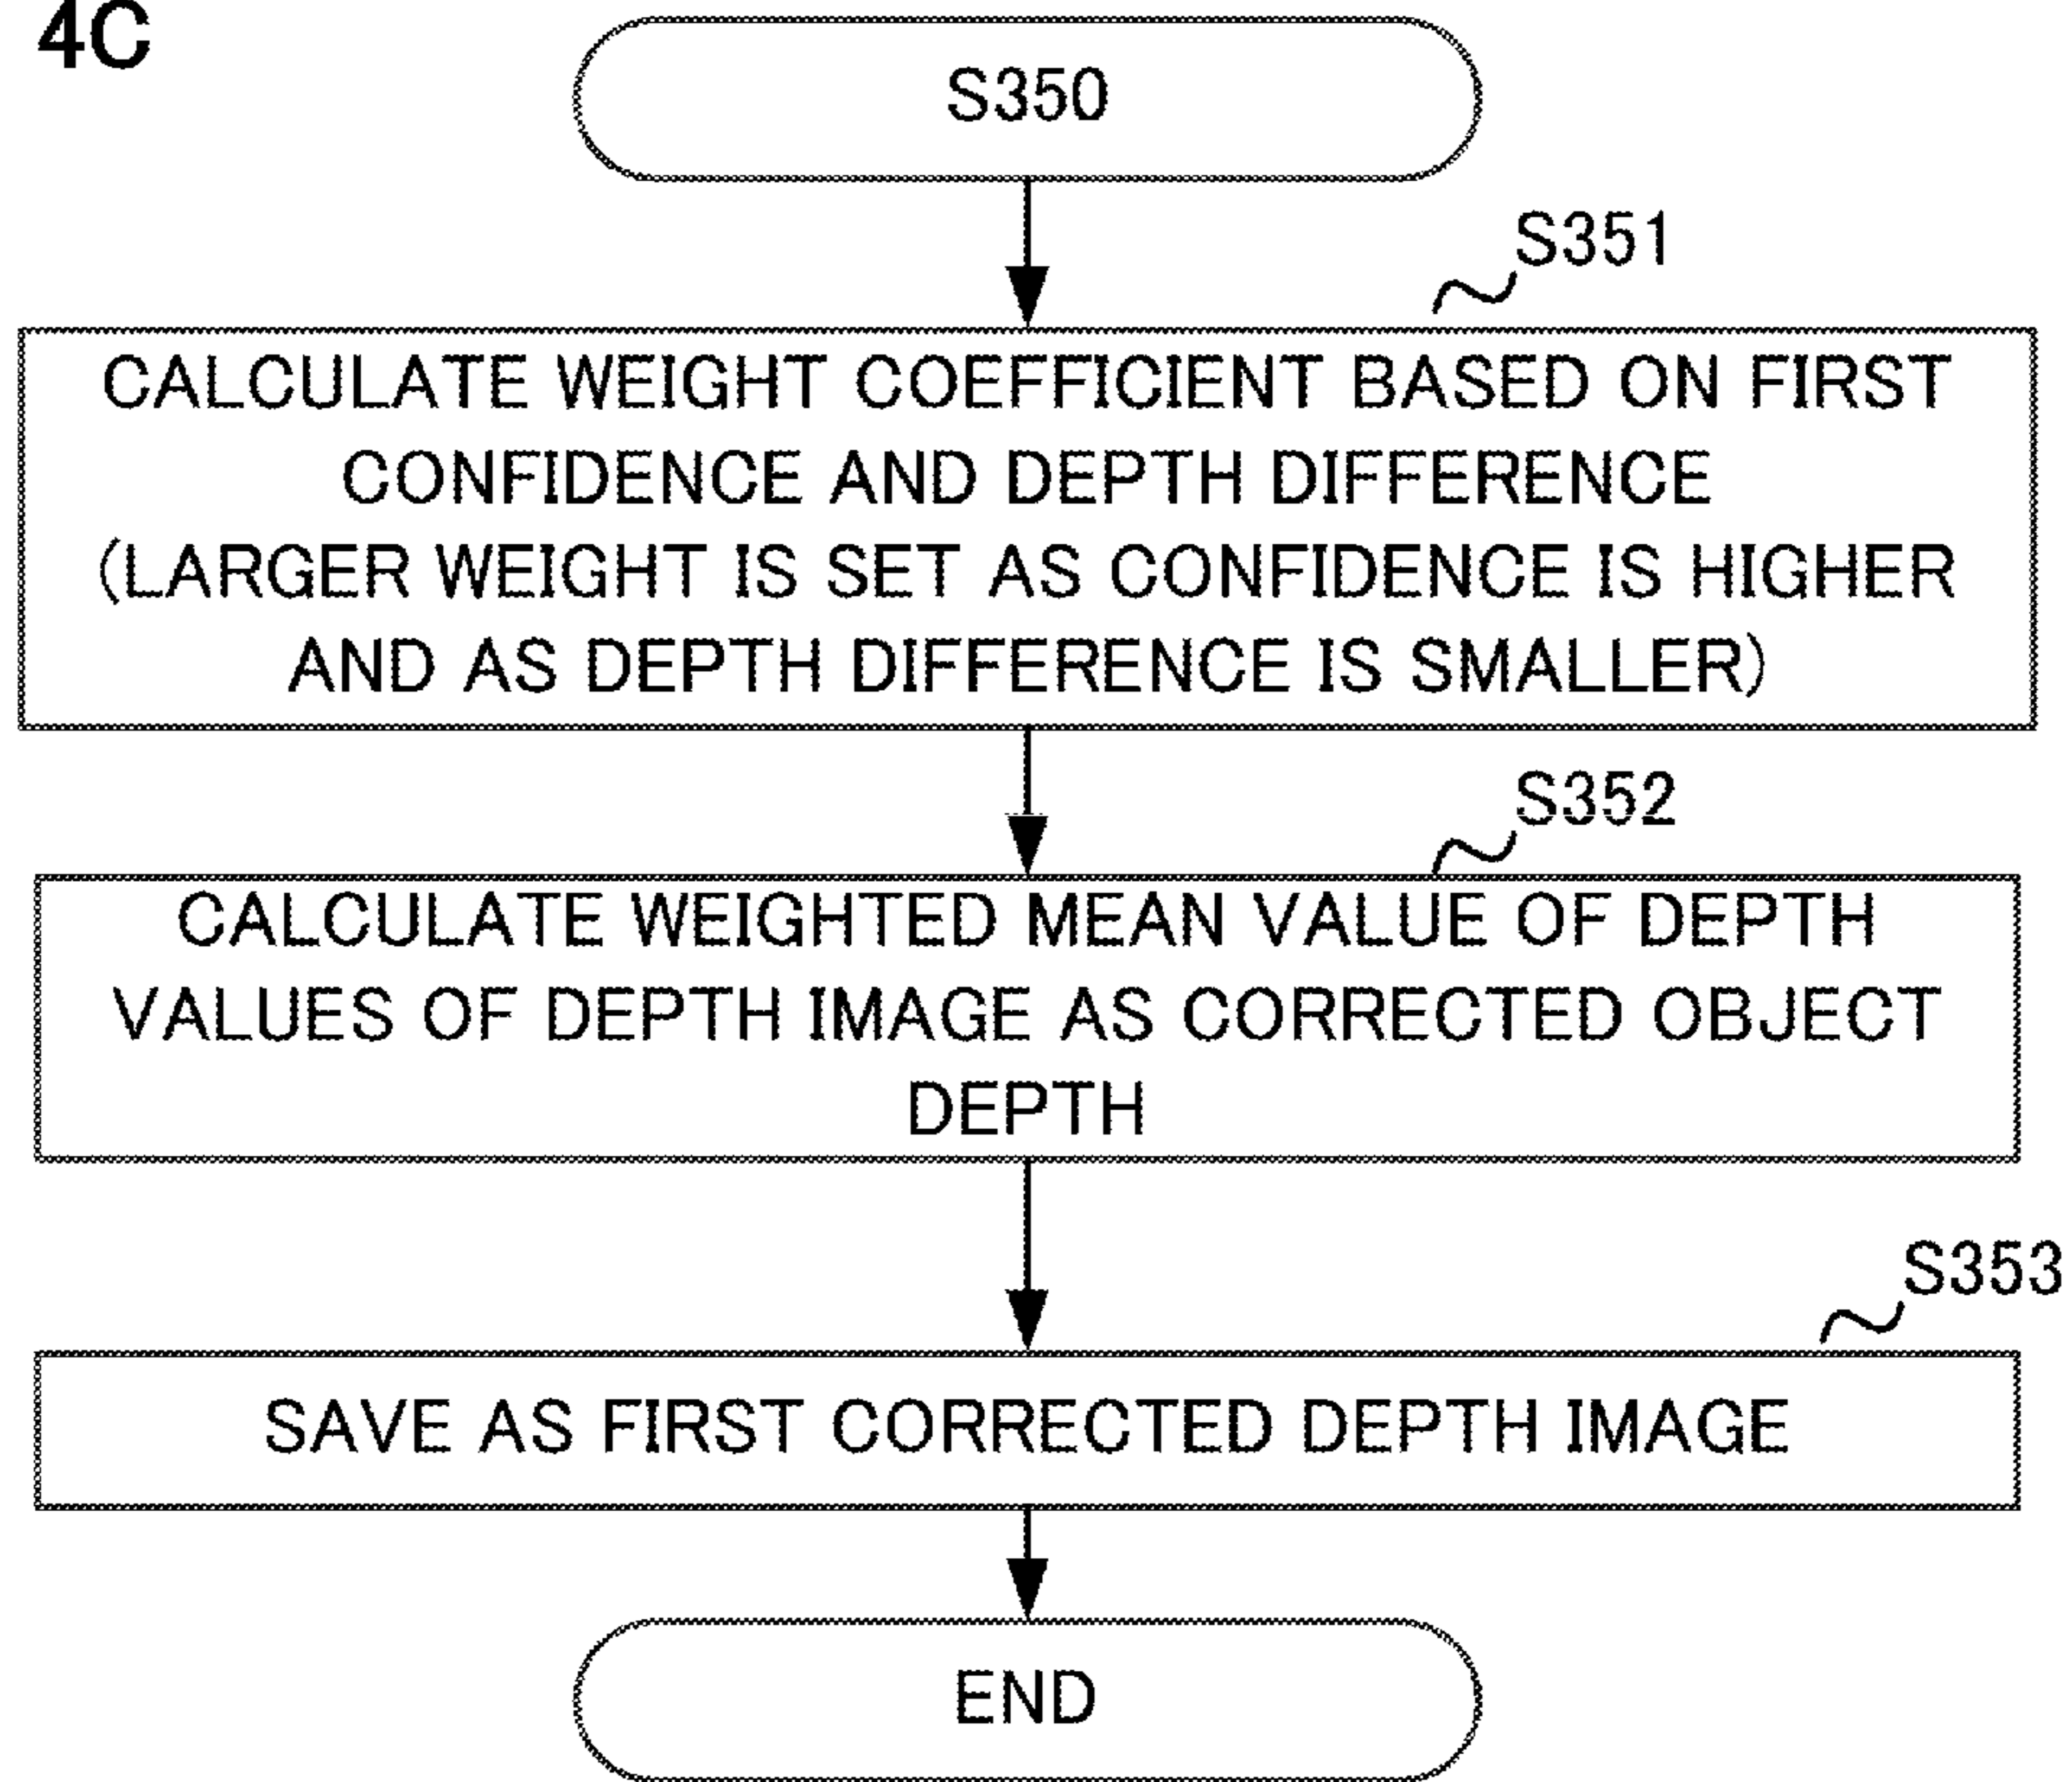 4C
S350
S351
CALCULATE WEIGHT COEFFICIENT BASED ON FIRST
CONFIDENCE AND DEPTH DIFFERENCE
(LARGER WEIGHT IS SET AS CONFIDENCE IS HIGHER
AND AS DEPTH DIFFERENCE IS SMALLER)
S352
CALCULATE WEIGHTED MEAN VALUE OF DEPTH
VALUES OF DEPTH IMAGE AS CORRECTED OBJECT
DEPTH
S353
SAVE AS FIRST CORRECTED DEPTH IMAGE
END